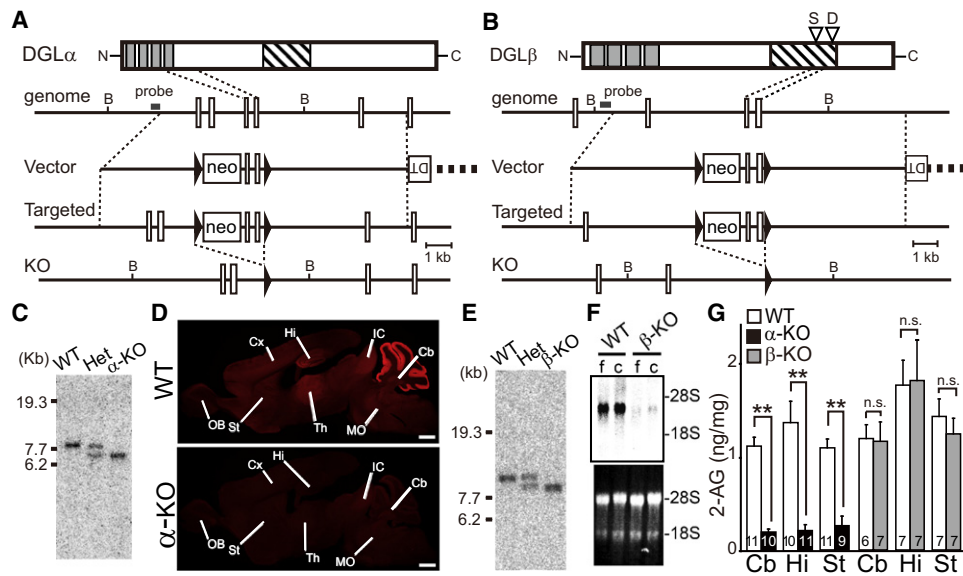 A
DGLα
N
C
genome
B
probe
B
Vector
neo
DT
Targeted
neo
1 kb
KO
B
B
B
S D
DGLβ
N
C
genome
B
probe
B
Vector
neo
DT
Targeted
neo
1 kb
KO
B
B
C
(Kb)
WT
Het
α-KO
19.3
7.7
6.2
D
WT
Cx
Hi
IC
Cb
OB
St
Th
MO
α-KO
Cx
Hi
IC
Cb
OB
St
Th
MO
E
(kb)
WT
Het
β-KO
19.3
7.7
6.2
F
WT β-KO
f c f c
-28S
-18S
-28S
-18S
G
WT
α-KO
β-KO
2-AG (ng/mg)
2
1
0
**
**
**
n.s.
n.s.
n.s.
11 10 10 11 11 9 6 7 7 7 7 7
Cb Hi St Cb Hi St